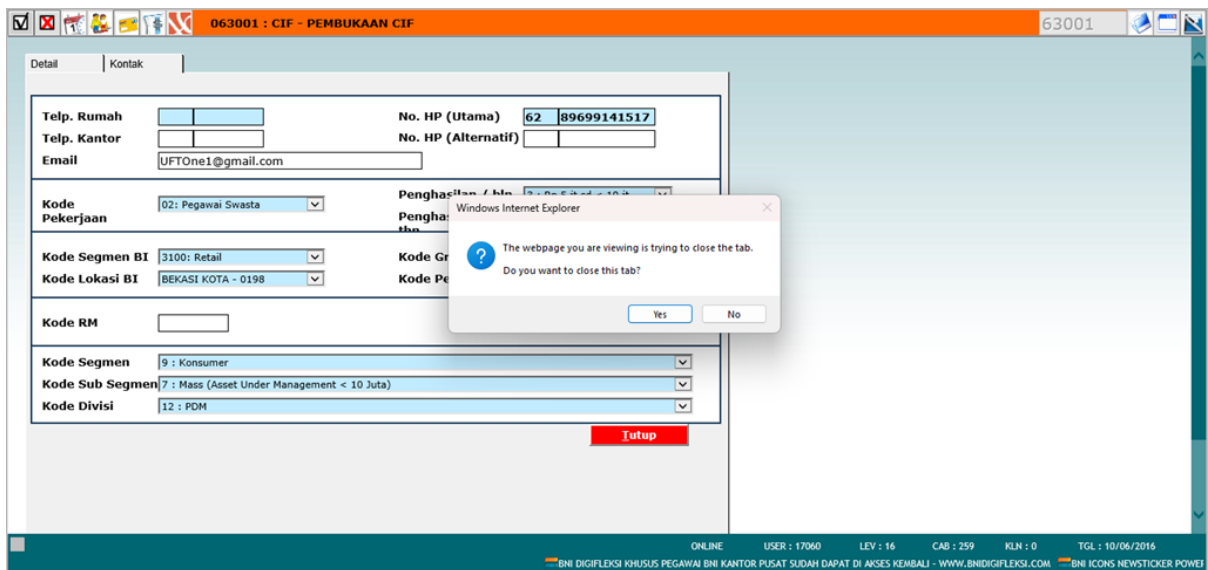 063001 : CIF - PEMBUKAAN CIF
63001
Detail
Kontak
Telp. Rumah
No. HP (Utama) 62 89699141517
Telp. Kantor
No. HP (Alternatif)
Email UFTOne1@gmail.com
Kode Pekerjaan 02: Pegawai Swasta
Windows Internet Explorer
The webpage you are viewing is trying to close the tab.
Do you want to close this tab?
Yes No
Kode Segmen BI 3100: Retail
Kode Lokasi BI BEKASI KOTA - 0198
Kode RM
Kode Segmen 9 : Konsumer
Kode Sub Segmen 7 : Mass (Asset Under Management < 10 Juta)
Kode Divisi 12 : PDM
Tutup
ONLINE USER : 17060 LEV : 16 CAB : 259 KLN : 0 TGL : 10/06/2016
BNI DIGIFLEKSI KHUSUS PEGAWAI BNI KANTOR PUSAT SUDAH DAPAT DI AKSES KEMBALI - WWW.BNIDIGIFLEKSI.COM BNI ICONS NEWSTICKER POWE